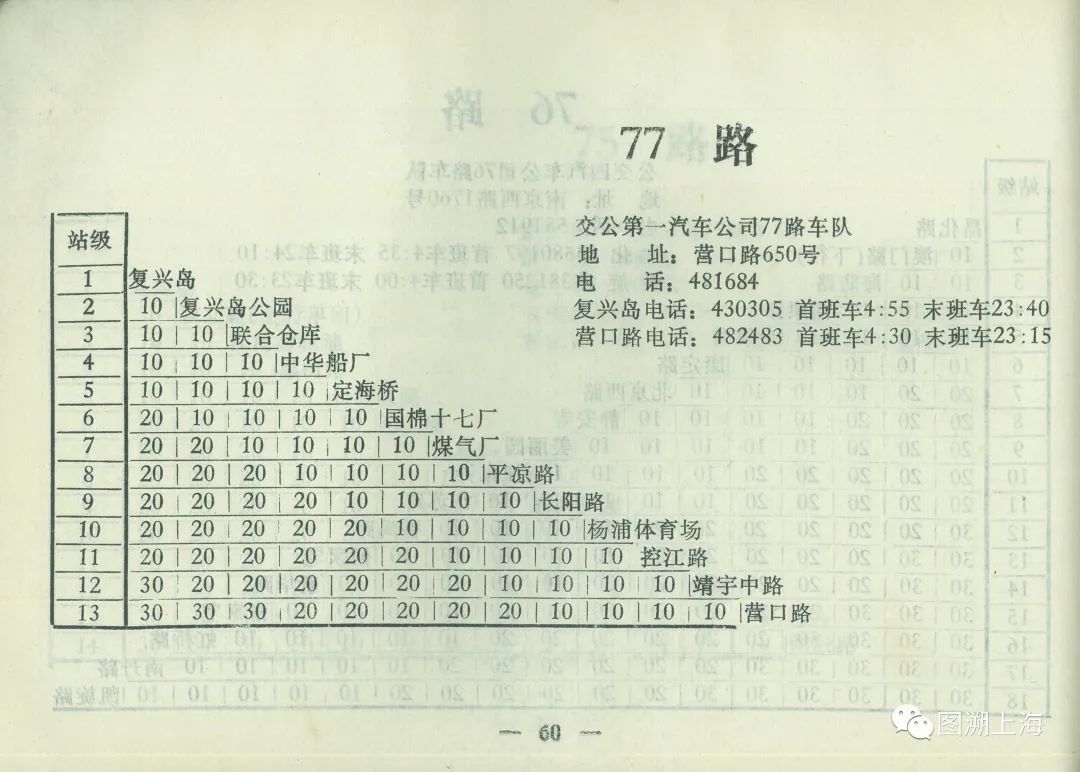 77 路
交公第一汽车公司77路车队
地 址：营口路650号
电 话：481684
复兴岛电话：430305 首班车4:55 末班车23:40
营口路电话：482483 首班车4:30 末班车23:15
站级
1 复兴岛
2 10 复兴岛公园
3 10 10 联合仓库
4 10 10 10 中华船厂
5 10 10 10 10 定海桥
6 20 10 10 10 10 国棉十七厂
7 20 20 10 10 10 10 煤气厂
8 20 20 20 10 10 10 10 平凉路
9 20 20 20 20 10 10 10 10 长阳路
10 20 20 20 20 20 10 10 10 10 杨浦体育场
11 20 20 20 20 20 20 10 10 10 10 控江路
12 30 20 20 20 20 20 20 10 10 10 10 靖宇中路
13 30 30 30 20 20 20 20 20 10 10 10 10 营口路
— 60 —
图溯上海